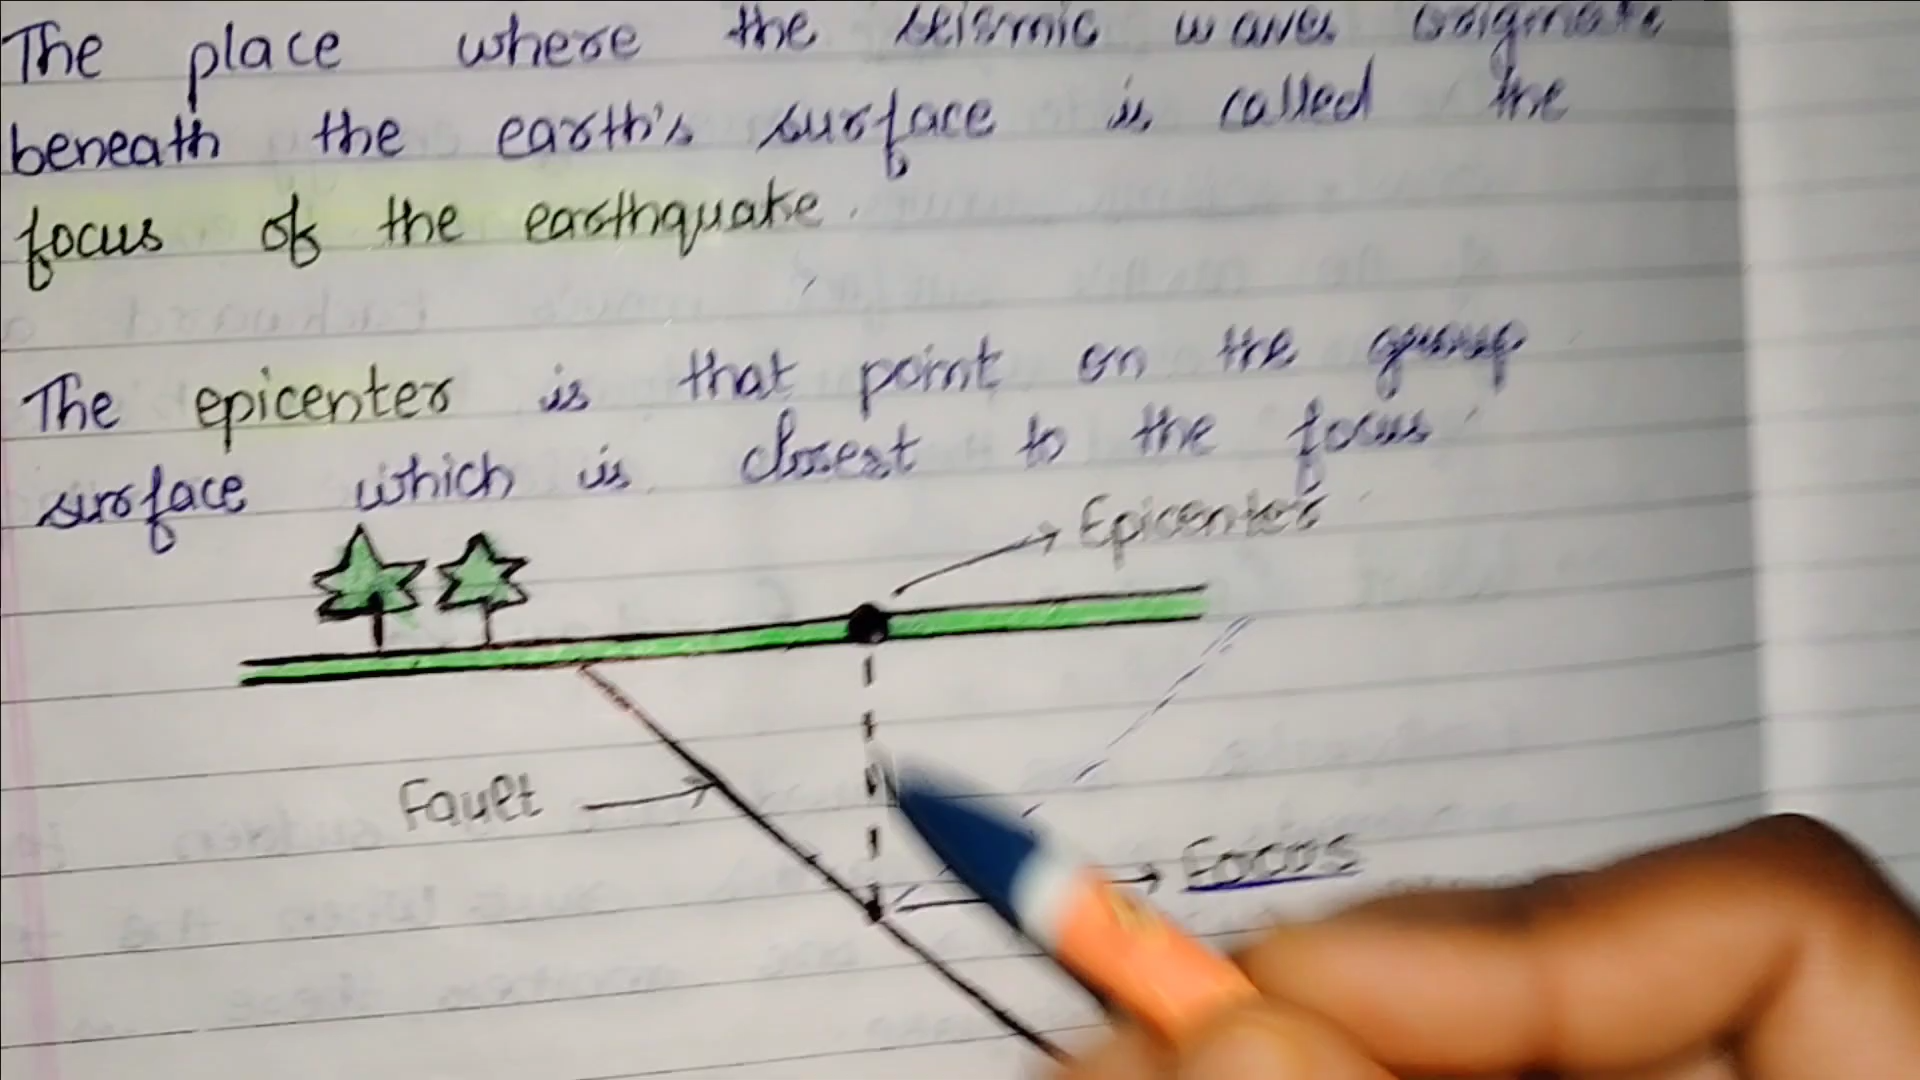 The place where the seismic waves originate
beneath the earth's surface is called the
focus of the earthquake.
The epicenter is that point on the
surface which is closest to the focus
Epicenter
Fault
Focus